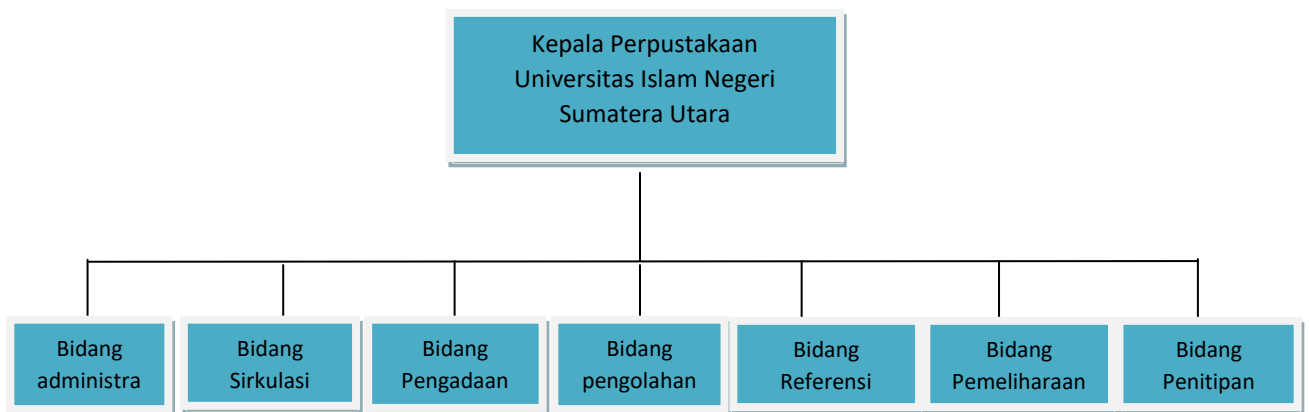 Kepala Perpustakaan
Universitas Islam Negeri
Sumatera Utara
Bidang
administra
Bidang
Sirkulasi
Bidang
Pengadaan
Bidang
pengolahan
Bidang
Referensi
Bidang
Pemeliharaan
Bidang
Penitipan